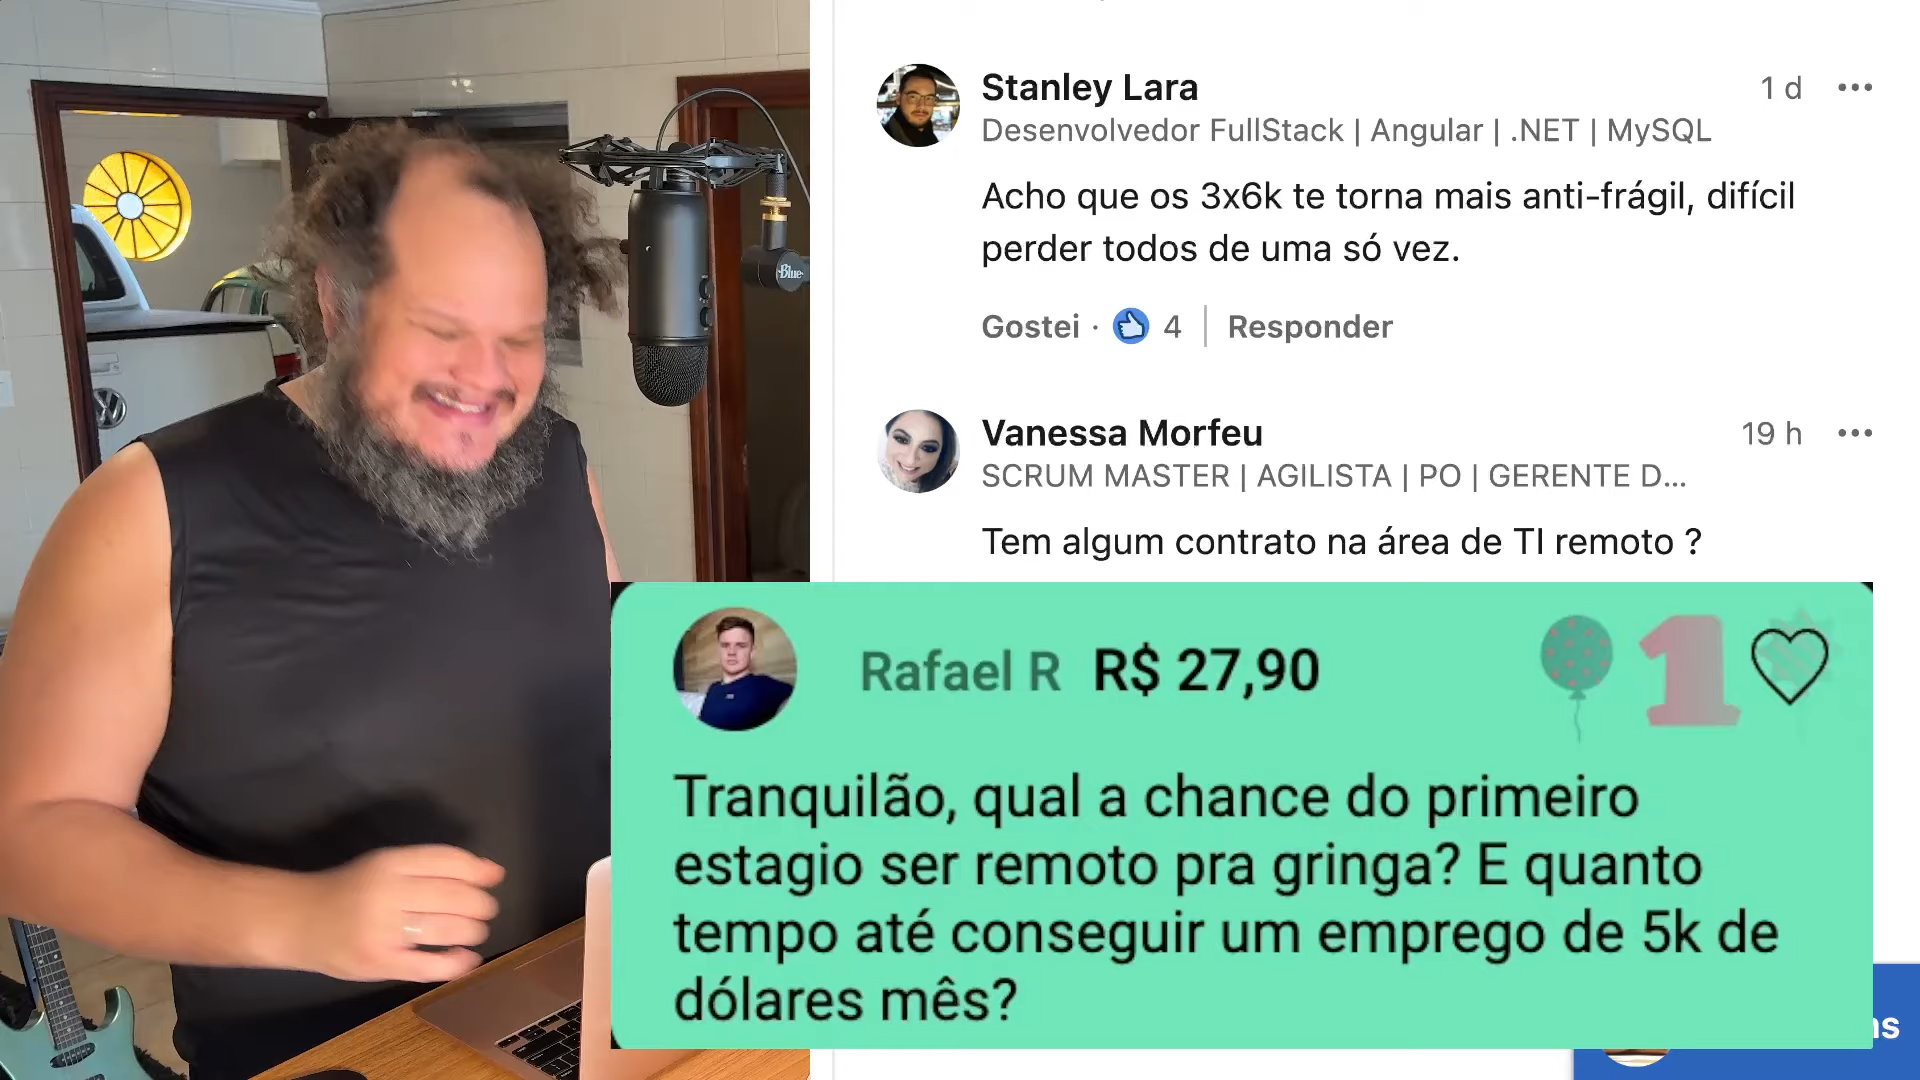 Stanley Lara 1 d
Desenvolvedor FullStack | Angular | .NET | MySQL
Acho que os 3x6k te torna mais anti-frágil, difícil
perder todos de uma só vez.
Gostei · 4 | Responder
Vanessa Morfeu 19 h
SCRUM MASTER | AGILISTA | PO | GERENTE D...
Tem algum contrato na área de TI remoto ?
Rafael R R$ 27,90
1
Tranquilão, qual a chance do primeiro
estagio ser remoto pra gringa? E quanto
tempo até conseguir um emprego de 5k de
dólares mês?
Blue